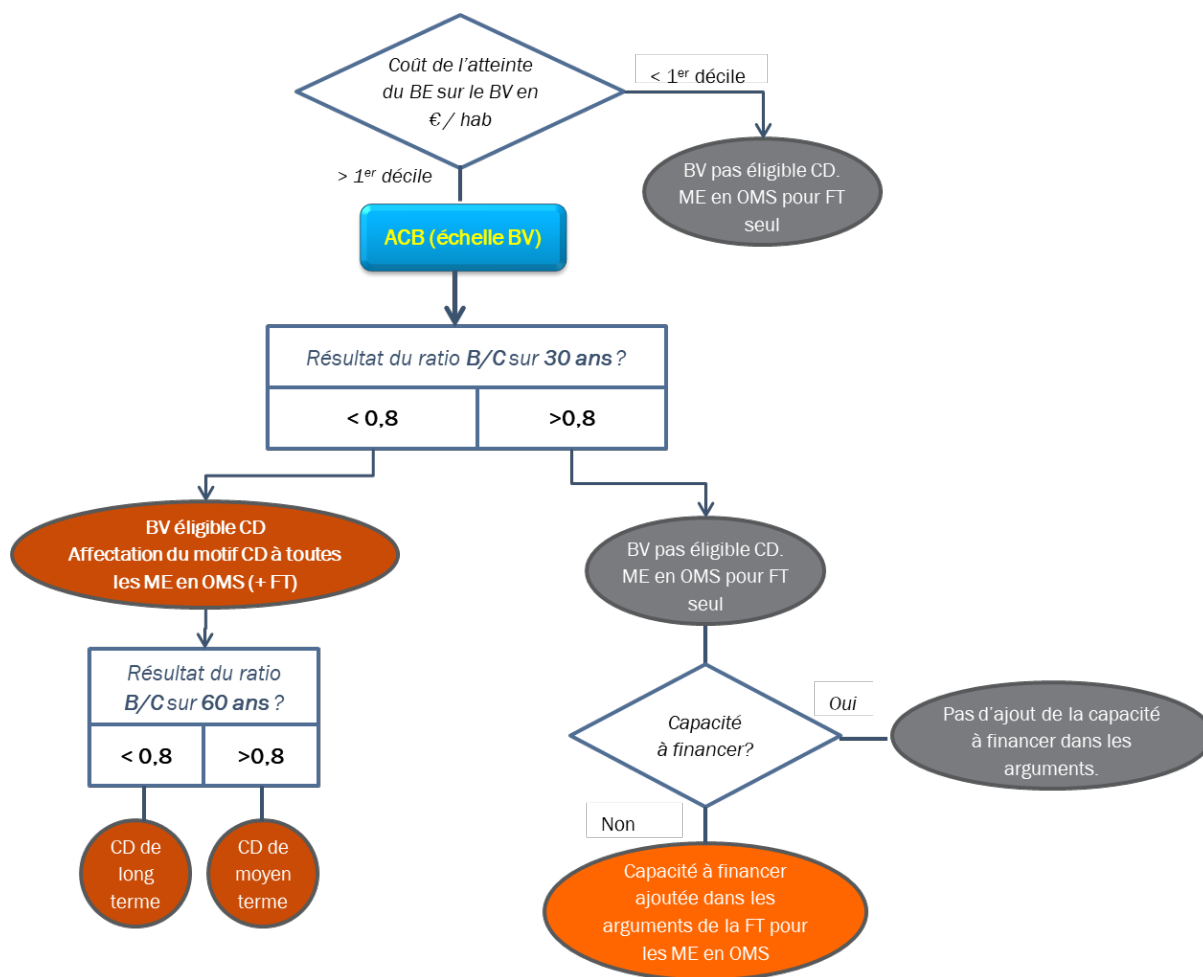 Coût de l'atteinte
du BE sur le BV en
€ / hab
< 1er décile
BV pas éligible CD.
ME en OMS pour FT
seul
> 1er décile
ACB (échelle BV)
Résultat du ratio B/C sur 30 ans ?
< 0,8
>0,8
BV éligible CD
Affectation du motif CD à toutes
les ME en OMS (+ FT)
BV pas éligible CD.
ME en OMS pour FT
seul
Résultat du ratio
B/C sur 60 ans ?
< 0,8
>0,8
CD de
long
terme
CD de
moyen
terme
Capacité
à financer?
Oui
Pas d'ajout de la capacité
à financer dans les
arguments.
Non
Capacité à financer
ajoutée dans les
arguments de la FT pour
les ME en OMS